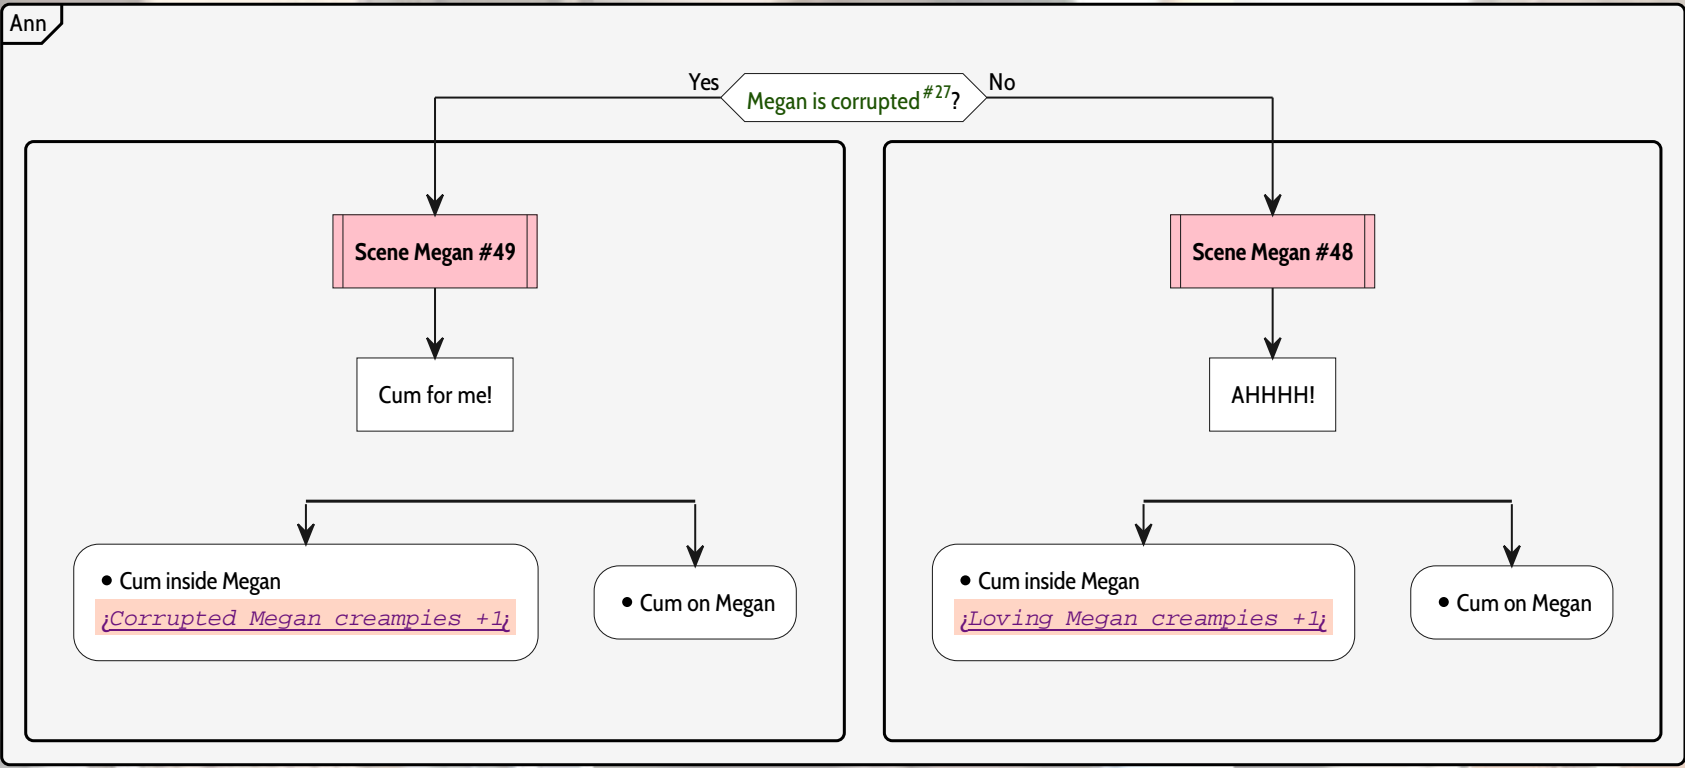 Ann
Yes
Megan is corrupted#27?
No
Scene Megan #49
Cum for me!
• Cum inside Megan
¿Corrupted Megan creampies +1¿
• Cum on Megan
Scene Megan #48
AHHHH!
• Cum inside Megan
¿Loving Megan creampies +1¿
• Cum on Megan